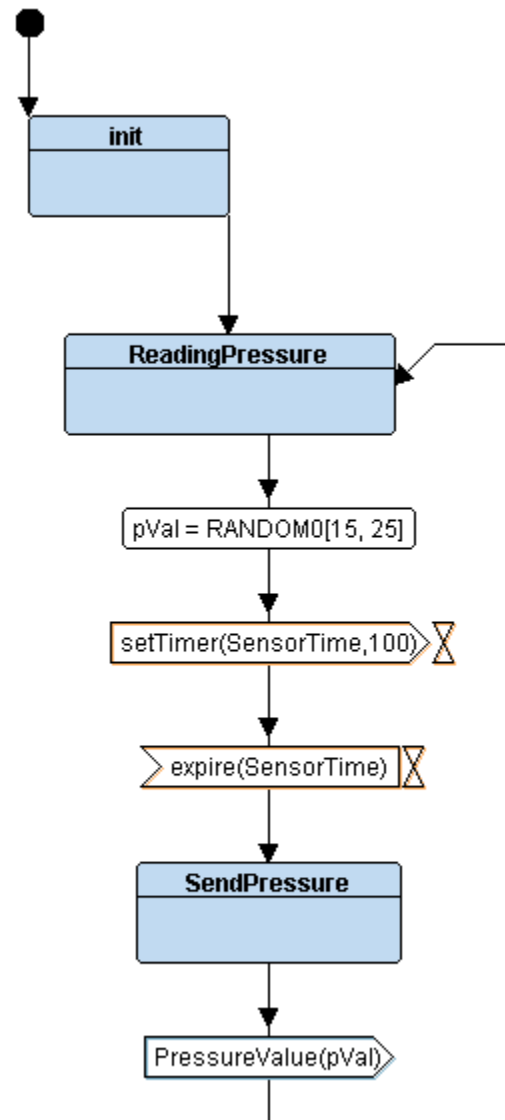 init
ReadingPressure
pVal = RANDOM0[15, 25]
setTimer(SensorTime,100)
expire(SensorTime)
SendPressure
PressureValue(pVal)